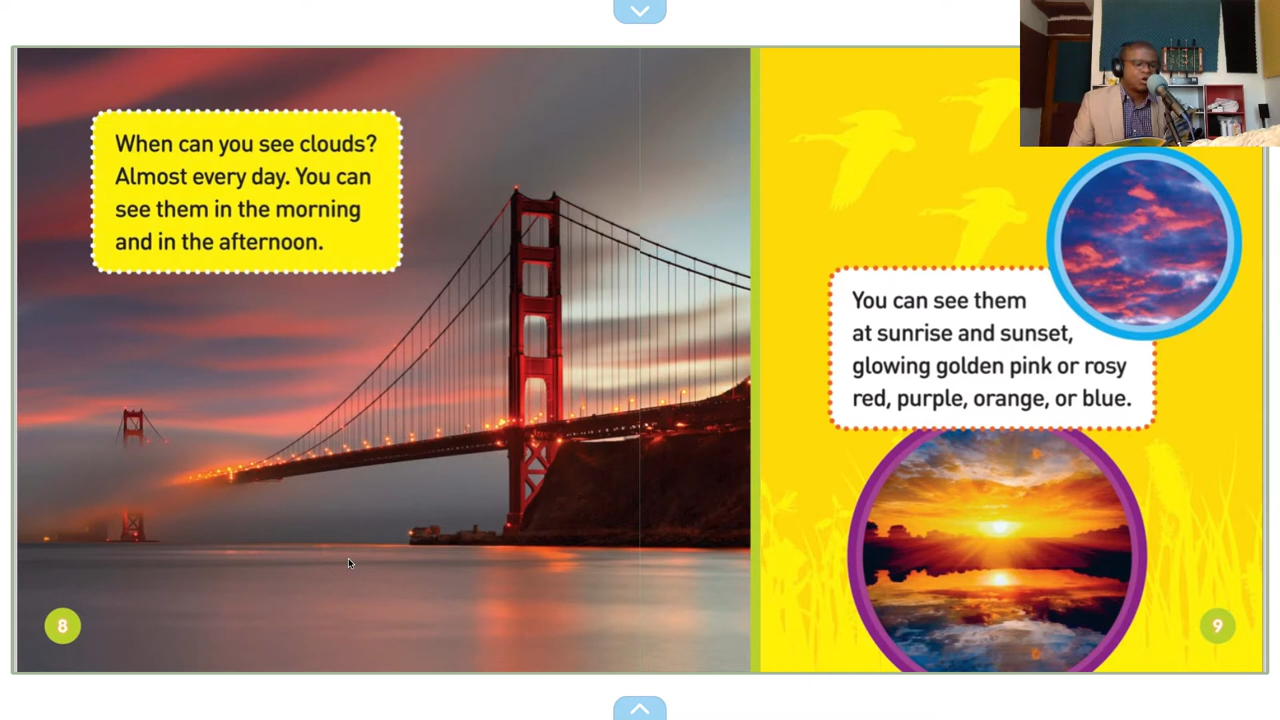 When can you see clouds?
Almost every day. You can
see them in the morning
and in the afternoon.
8
You can see them
at sunrise and sunset,
glowing golden pink or rosy
red, purple, orange, or blue.
9